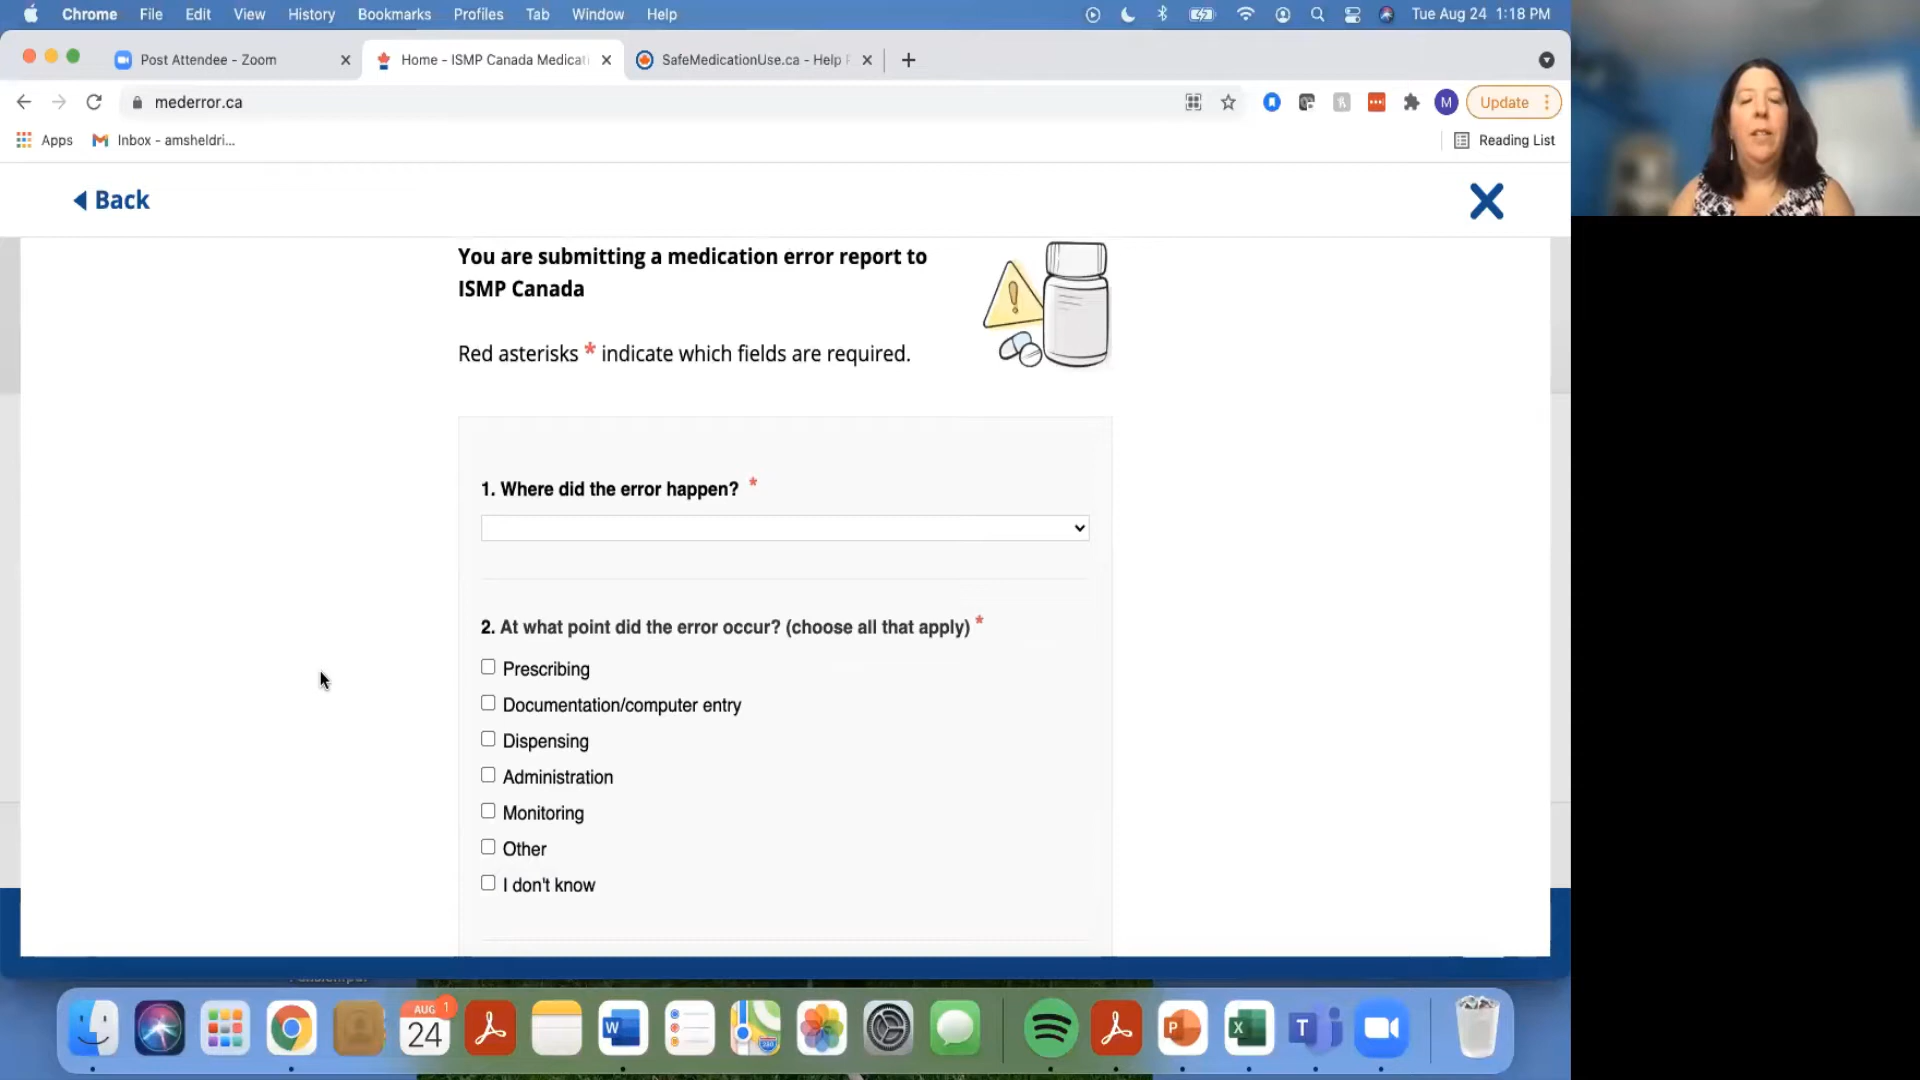 Chrome File Edit View History Bookmarks Profiles Tab Window Help Tue Aug 24 1:18 PM
Post Attendee - Zoom
Home - ISMP Canada Medicati
SafeMedicationUse.ca - Help
mederror.ca
M
Update
Apps
Inbox - amsheldri...
Reading List
Back
You are submitting a medication error report to
ISMP Canada
Red asterisks * indicate which fields are required.
1. Where did the error happen? *
2. At what point did the error occur? (choose all that apply) *
Prescribing
Documentation/computer entry
Dispensing
Administration
Monitoring
Other
I don't know
AUG
1
24
W
P
X
T
280